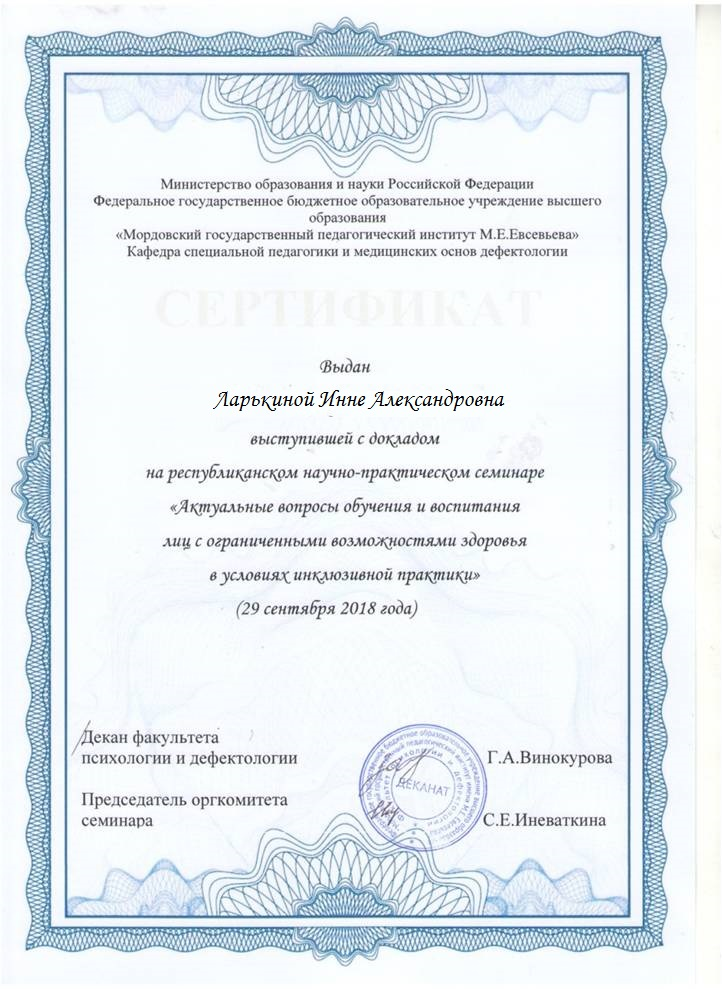 Министерство образования и науки Российской Федерации
Федеральное государственное бюджетное образовательное учреждение высшего
образования
«Мордовский государственный педагогический институт М.Е.Евсевьева»
Кафедра специальной педагогики и медицинских основ дефектологии
СЕРТИФИКАТ
Выдан
Ларькиной Инне Александровна
выступившей с докладом
на республиканском научно-практическом семинаре
«Актуальные вопросы обучения и воспитания
лиц с ограниченными возможностями здоровья
в условиях инклюзивной практики»
(29 сентября 2018 года)
Декан факультета
психологии и дефектологии
Г.А.Винокурова
ДЕКАНАТ
Председатель оргкомитета
семинара
С.Е.Иневаткина